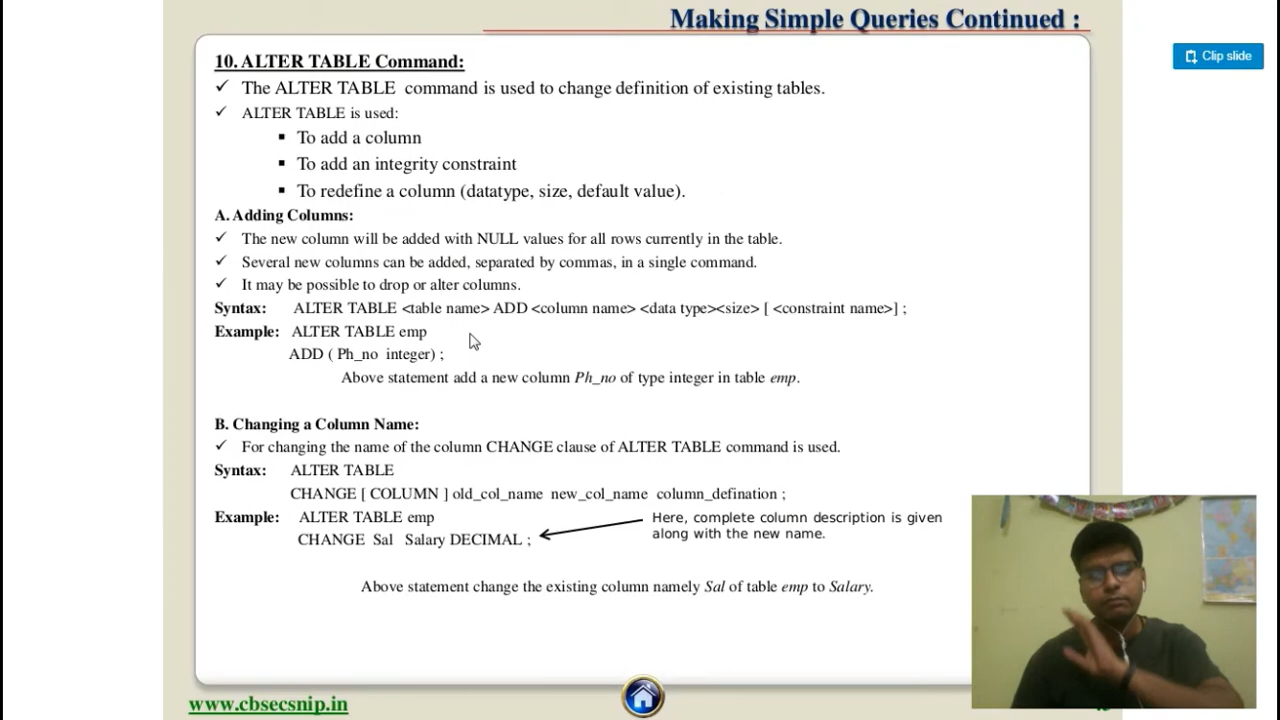 Making Simple Queries Continued :
Clip slide
10. ALTER TABLE Command:
✓ The ALTER TABLE command is used to change definition of existing tables.
✓ ALTER TABLE is used:
▪ To add a column
▪ To add an integrity constraint
▪ To redefine a column (datatype, size, default value).
A. Adding Columns:
✓ The new column will be added with NULL values for all rows currently in the table.
✓ Several new columns can be added, separated by commas, in a single command.
✓ It may be possible to drop or alter columns.
Syntax: ALTER TABLE <table name> ADD <column name> <data type><size> [ <constraint name>] ;
Example: ALTER TABLE emp
ADD ( Ph_no integer) ;
Above statement add a new column Ph_no of type integer in table emp.
B. Changing a Column Name:
✓ For changing the name of the column CHANGE clause of ALTER TABLE command is used.
Syntax: ALTER TABLE
CHANGE [ COLUMN ] old_col_name new_col_name column_defination ;
Example: ALTER TABLE emp
CHANGE Sal Salary DECIMAL ;
Here, complete column description is given
along with the new name.
Above statement change the existing column namely Sal of table emp to Salary.
www.cbsecsnip.in